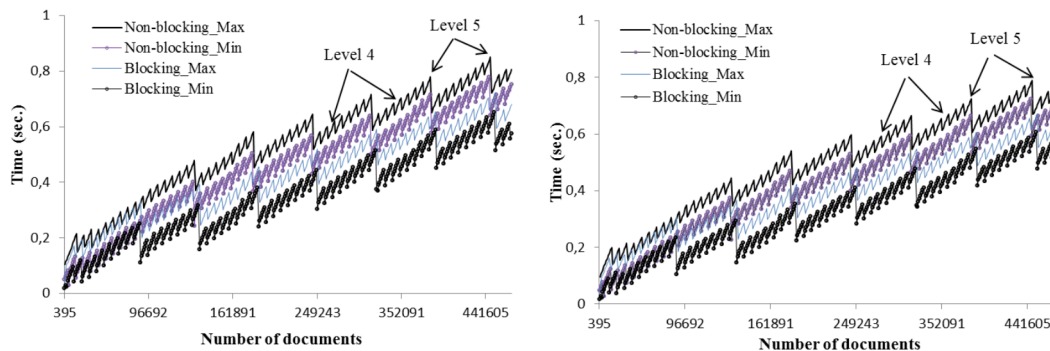 Non-blocking_Max
Non-blocking_Min
Blocking_Max
Blocking_Min
Level 4
Level 5
Time (sec.)
1
0,8
0,6
0,4
0,2
0
395
96692
161891
249243
352091
441605
Number of documents
Non-blocking_Max
Non-blocking_Min
Blocking_Max
Blocking_Min
Level 4
Level 5
Time (sec.)
1
0,8
0,6
0,4
0,2
0
395
96692
161891
249243
352091
441605
Number of documents